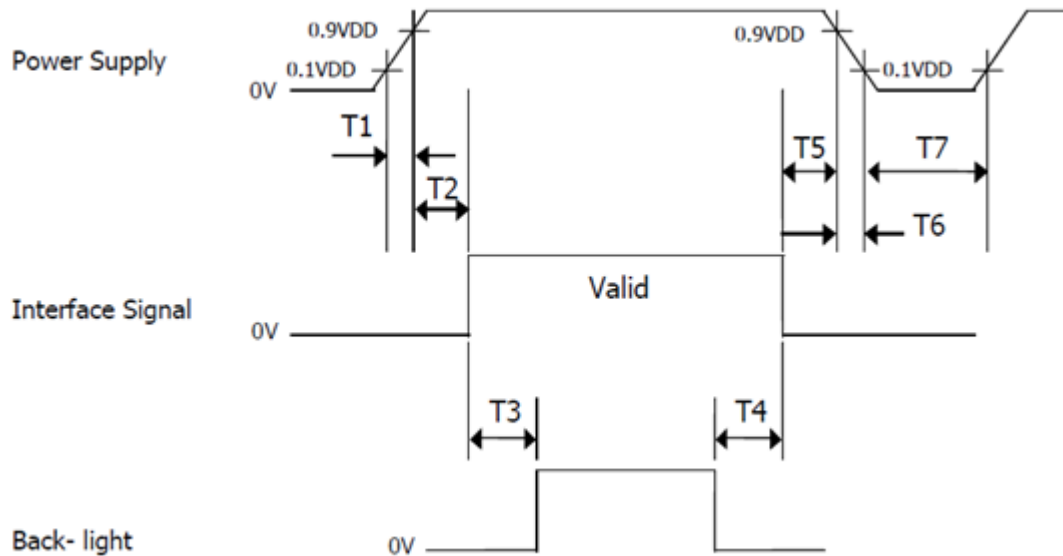 0.9VDD
0.9VDD
Power Supply
0.1VDD
0.1VDD
0V
T1
T5
T7
T2
T6
Valid
Interface Signal
0V
T3
T4
Back- light
0V